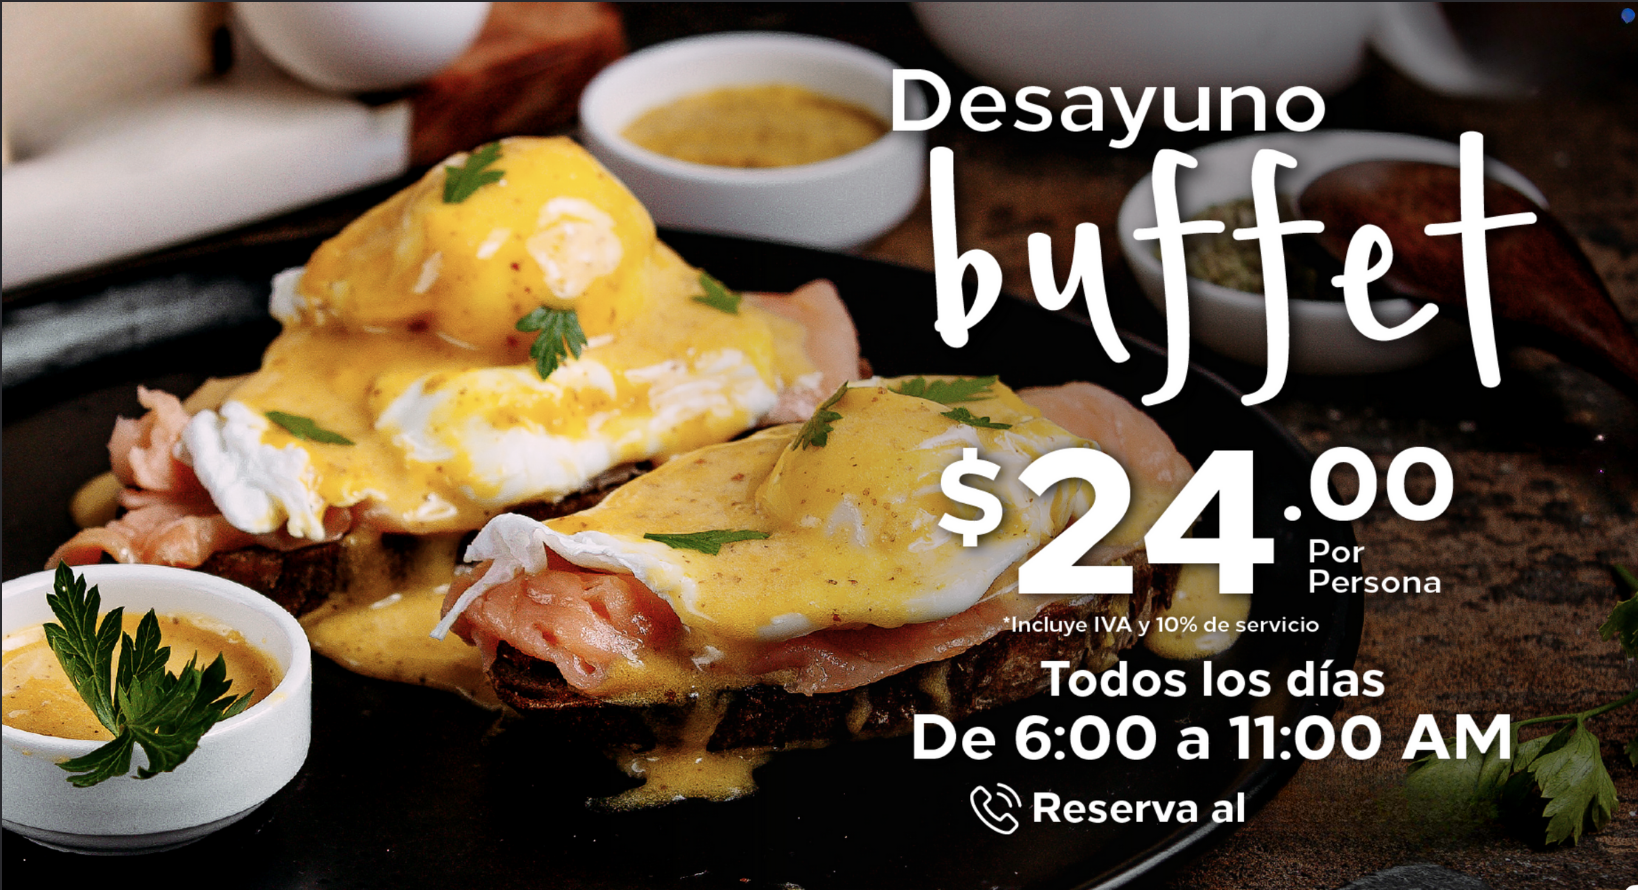 Desayuno
buffet
$24.00
Por
Persona
*Incluye IVA y 10% de servicio
Todos los días
De 6:00 a 11:00 AM
Reserva al